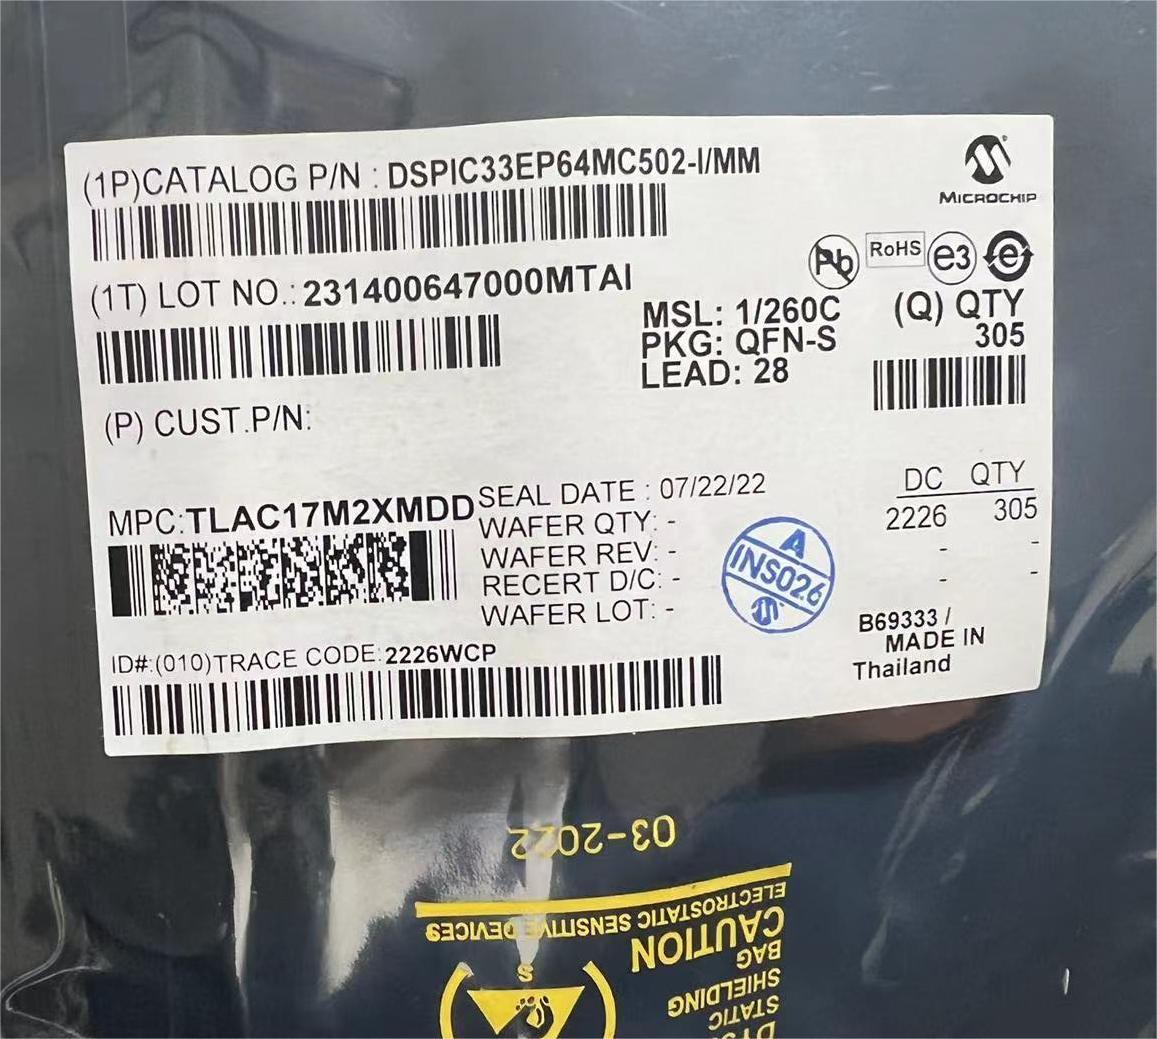 (1P)CATALOG P/N : DSPIC33EP64MC502-I/MM
MICROCHIP
(1T) LOT NO.: 231400647000MTAI
Pb RoHS e3 e
MSL: 1/260C
PKG: QFN-S
LEAD: 28
(Q) QTY
305
(P) CUST.P/N:
MPC:TLAC17M2XMDD
SEAL DATE : 07/22/22
WAFER QTY: -
WAFER REV: -
RECERT D/C: -
WAFER LOT: -
A
INS026
DC QTY
2226 305
- -
- -
B69333 /
MADE IN
Thailand
ID#:(010)TRACE CODE:2226WCP
03-2022
ELECTROSTATIC SENSITIVE DEVICES
CAUTION
BAG
SHIELDING
STATIC
S